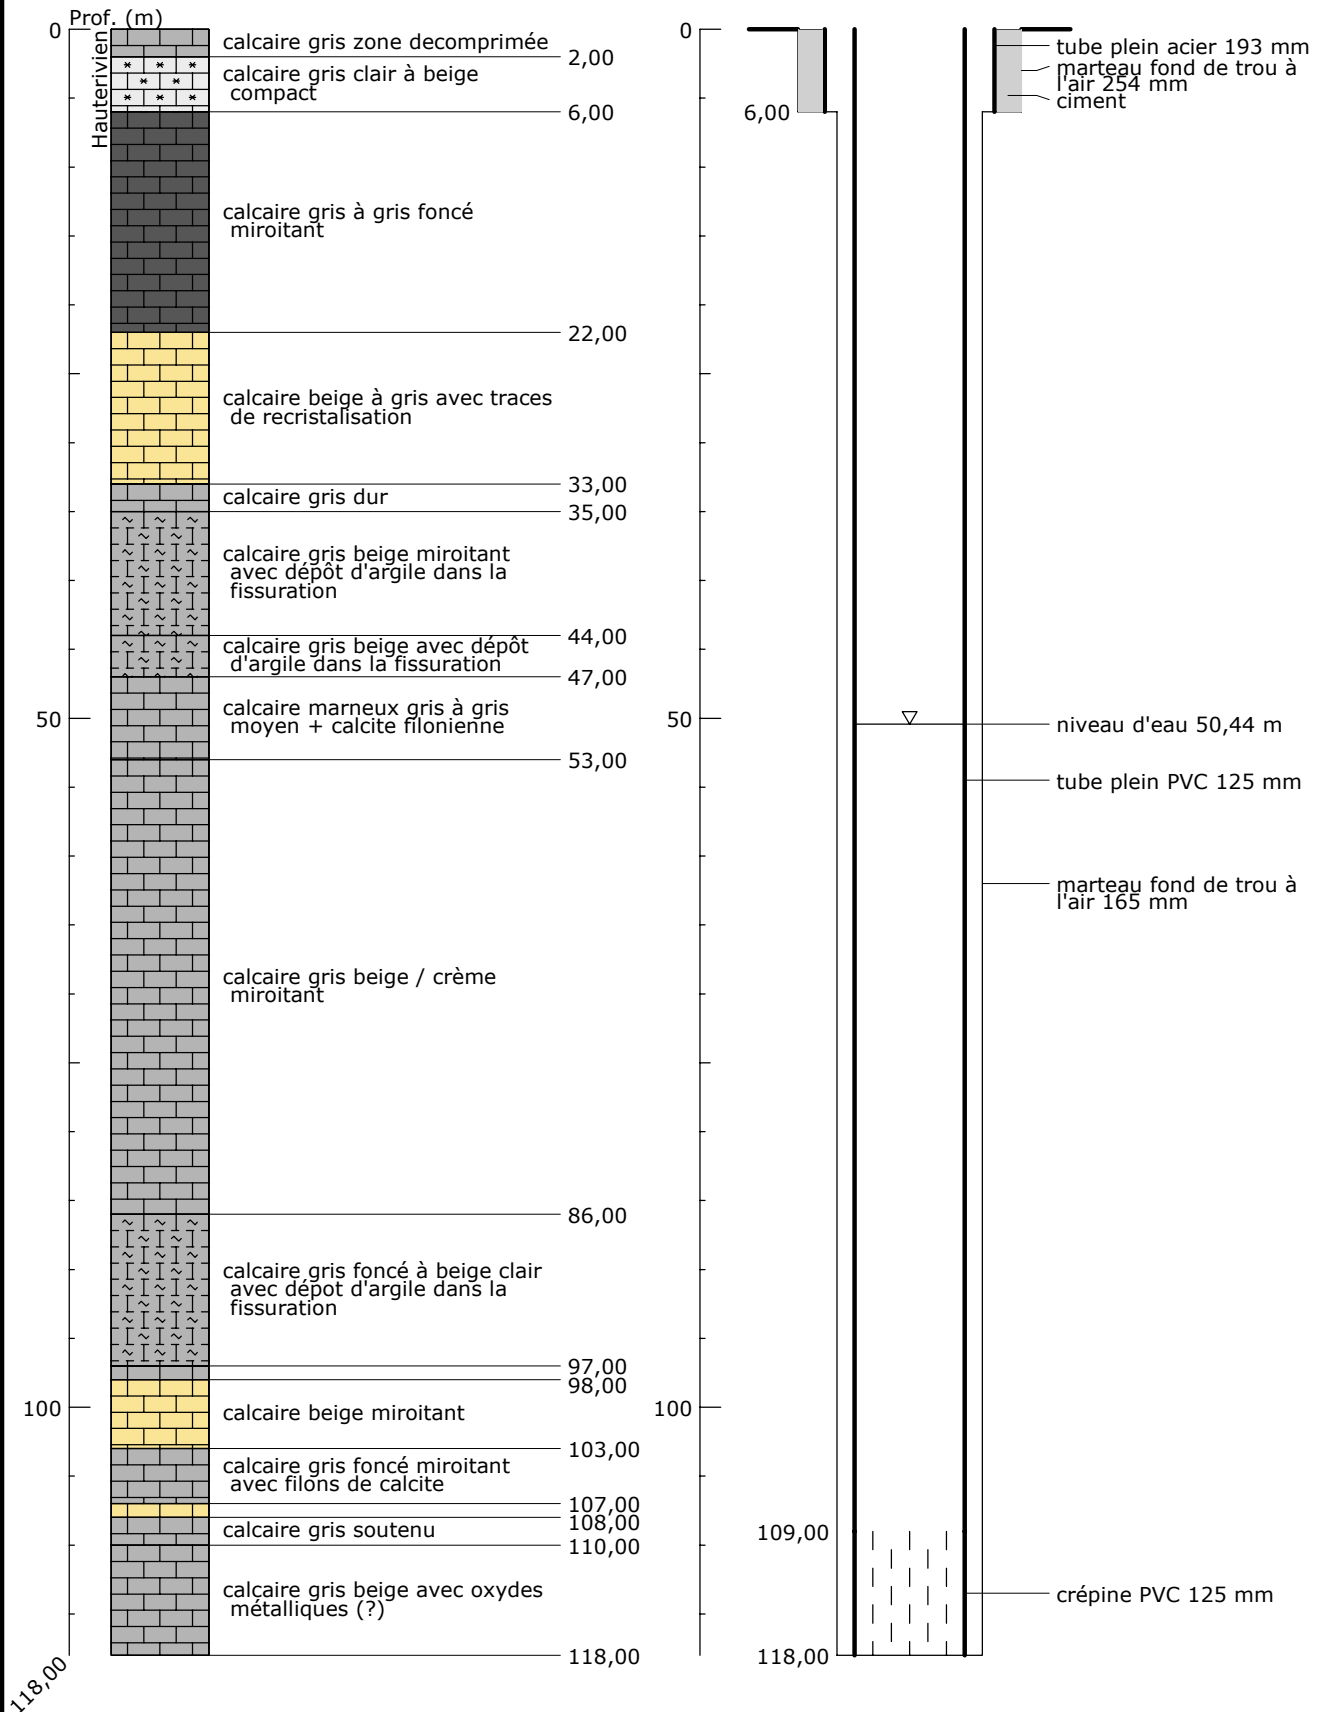 Prof. (m)
0
Hauterivien
calcaire gris zone decomprimée
2,00
calcaire gris clair à beige
compact
6,00
calcaire gris à gris foncé
miroitant
22,00
calcaire beige à gris avec traces
de recristalisation
33,00
calcaire gris dur
35,00
calcaire gris beige miroitant
avec dépôt d'argile dans la
fissuration
44,00
calcaire gris beige avec dépôt
d'argile dans la fissuration
47,00
calcaire marneux gris à gris
moyen + calcite filonienne
50
53,00
calcaire gris beige / crème
miroitant
86,00
calcaire gris foncé à beige clair
avec dépot d'argile dans la
fissuration
97,00
98,00
100
calcaire beige miroitant
103,00
calcaire gris foncé miroitant
avec filons de calcite
107,00
108,00
calcaire gris soutenu
110,00
calcaire gris beige avec oxydes
métalliques (?)
118,00
118,00
0
tube plein acier 193 mm
marteau fond de trou à
l'air 254 mm
ciment
6,00
50
niveau d'eau 50,44 m
tube plein PVC 125 mm
marteau fond de trou à
l'air 165 mm
100
109,00
crépine PVC 125 mm
118,00